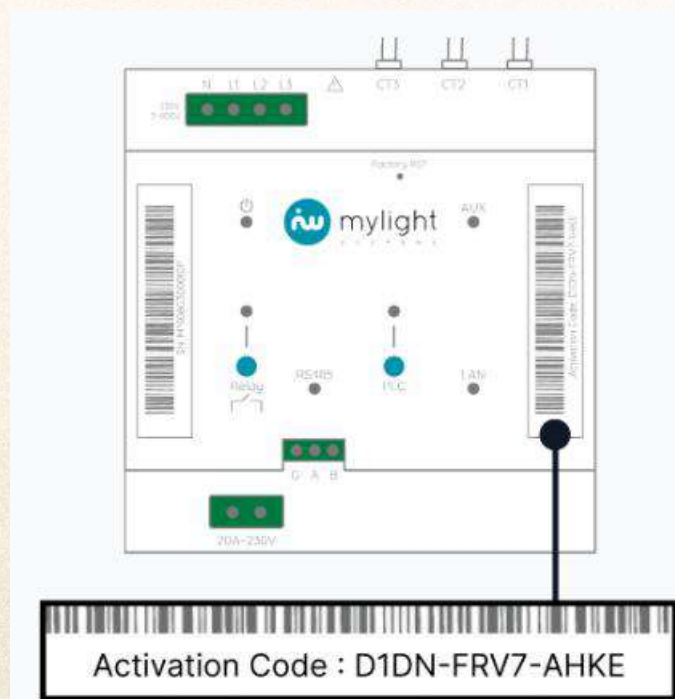 CT3 CT2 CT1
N L1 L2 L3
Factory RST
mylight
SYSTEMS
AUX
Relay
RS485
PLC
LAN
G A B
20A-230V
Activation Code : D1DN-FRV7-AHKE